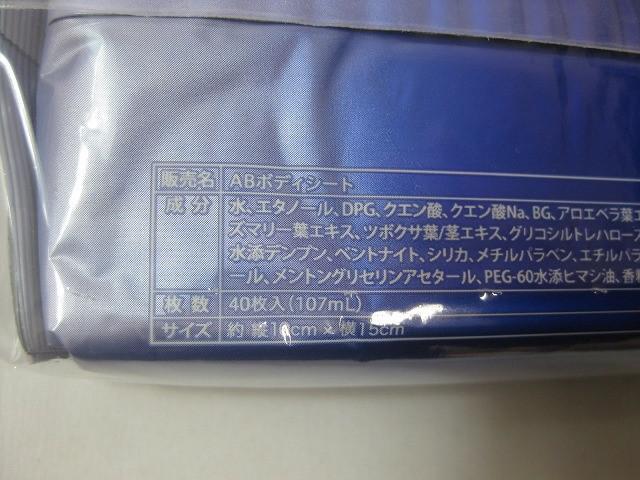 販売名 ABボディシート
成分 水、エタノール、DPG、クエン酸、クエン酸Na、BG、アロエベラ葉エ
ズマリー葉エキス、ツボクサ葉/茎エキス、グリコシルトレハロース
水添デンプン、ベントナイト、シリカ、メチルパラベン、エチルパラ
ール、メントングリセリンアセタール、PEG-60水添ヒマシ油、香料
枚数 40枚入(107mL)
サイズ 約 縦 cm×横15cm